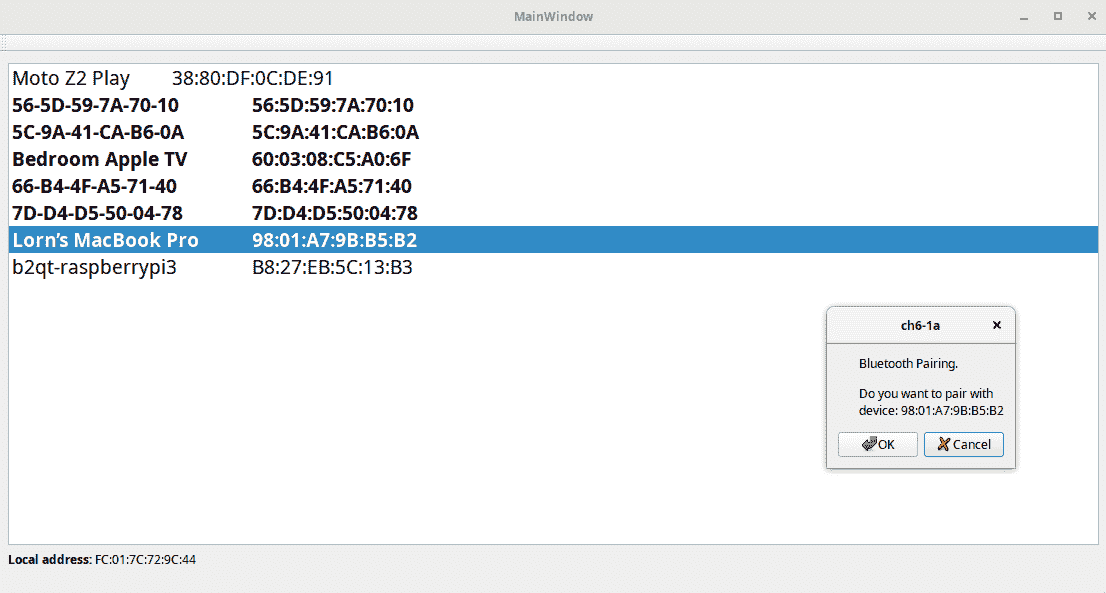 MainWindow
Moto Z2 Play 38:80:DF:0C:DE:91
56-5D-59-7A-70-10 56:5D:59:7A:70:10
5C-9A-41-CA-B6-0A 5C:9A:41:CA:B6:0A
Bedroom Apple TV 60:03:08:C5:A0:6F
66-B4-4F-A5-71-40 66:B4:4F:A5:71:40
7D-D4-D5-50-04-78 7D:D4:D5:50:04:78
Lorn’s MacBook Pro 98:01:A7:9B:B5:B2
b2qt-raspberrypi3 B8:27:EB:5C:13:B3
ch6-1a
Bluetooth Pairing.
Do you want to pair with
device: 98:01:A7:9B:B5:B2
OK Cancel
Local address: FC:01:7C:72:9C:44